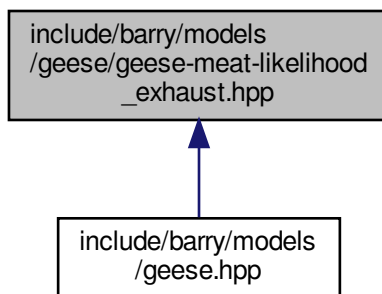 include/barry/models
/geese/geese-meat-likelihood
_exhaust.hpp
include/barry/models
/geese.hpp